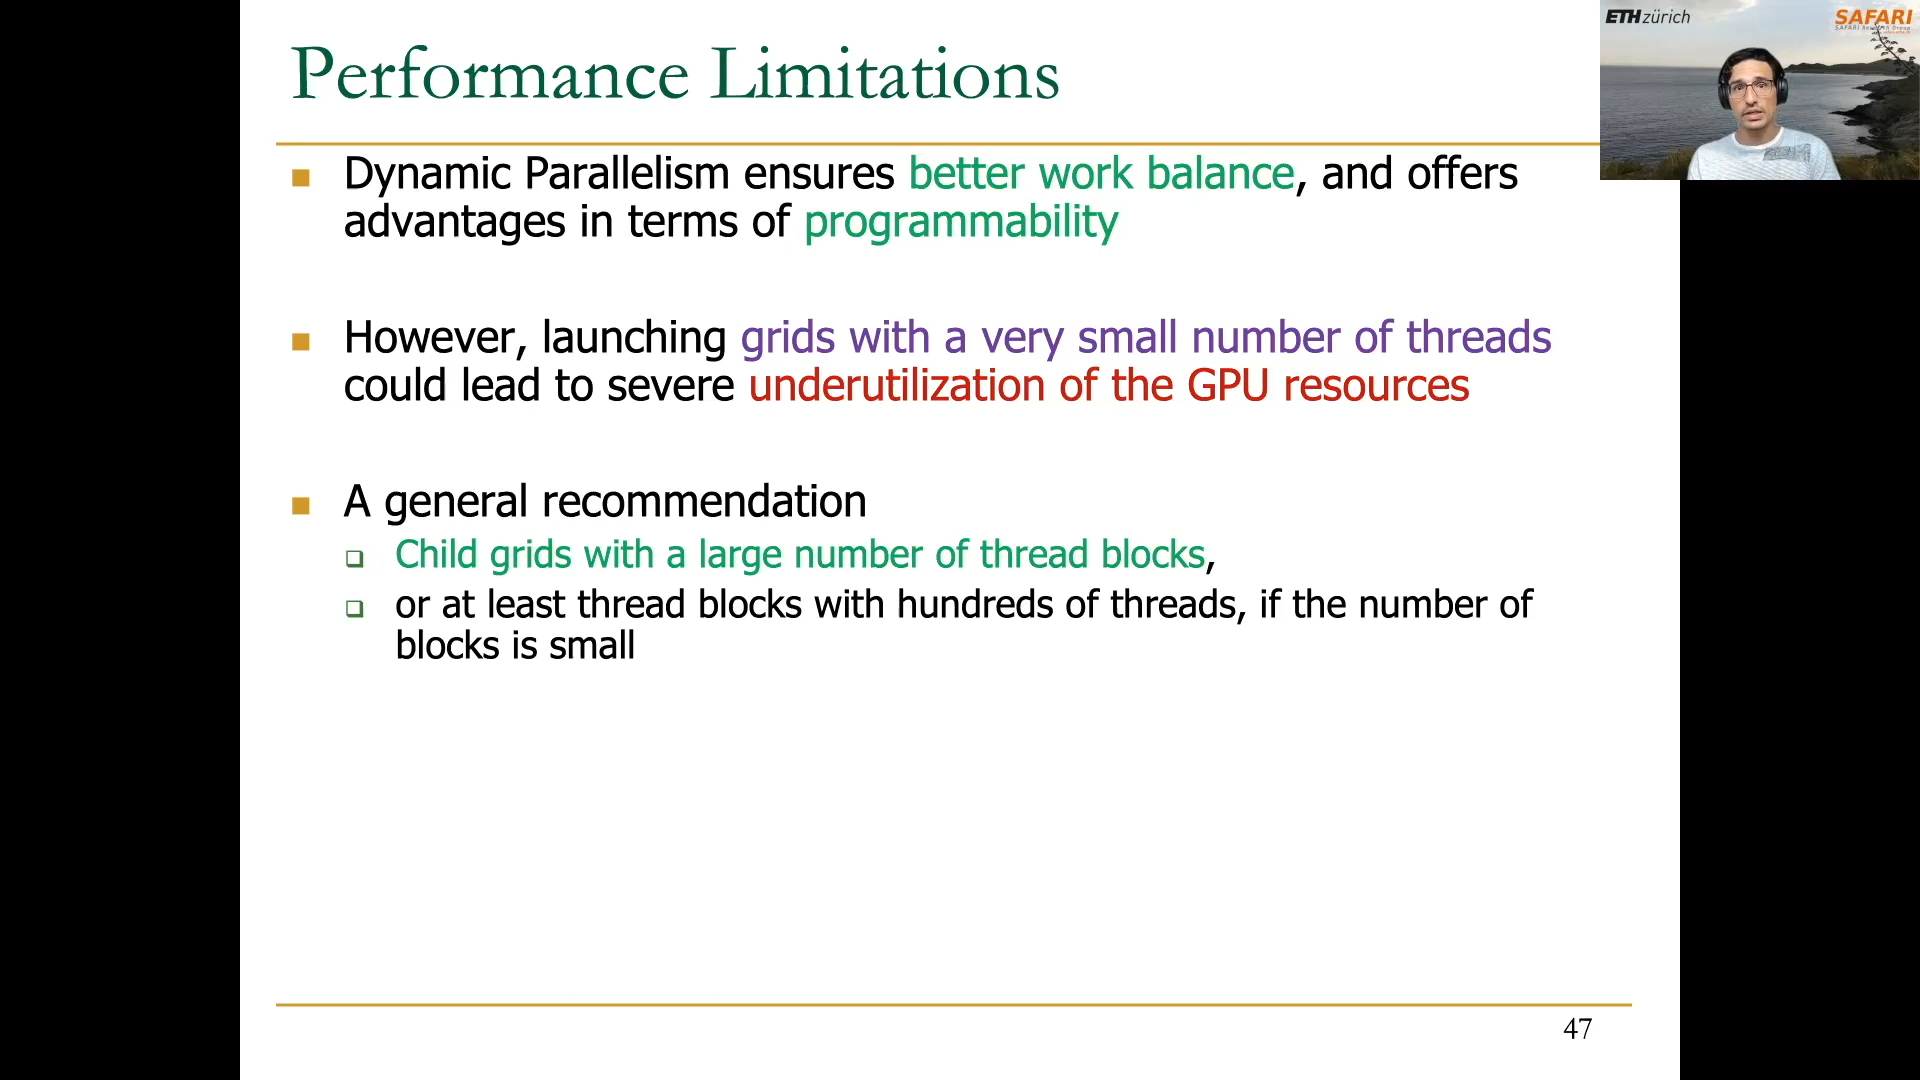 Performance Limitations
ETH zürich
SAFARI
SAFARI Research Group
Dynamic Parallelism ensures better work balance, and offers
advantages in terms of programmability
However, launching grids with a very small number of threads
could lead to severe underutilization of the GPU resources
A general recommendation
Child grids with a large number of thread blocks,
or at least thread blocks with hundreds of threads, if the number of
blocks is small
47